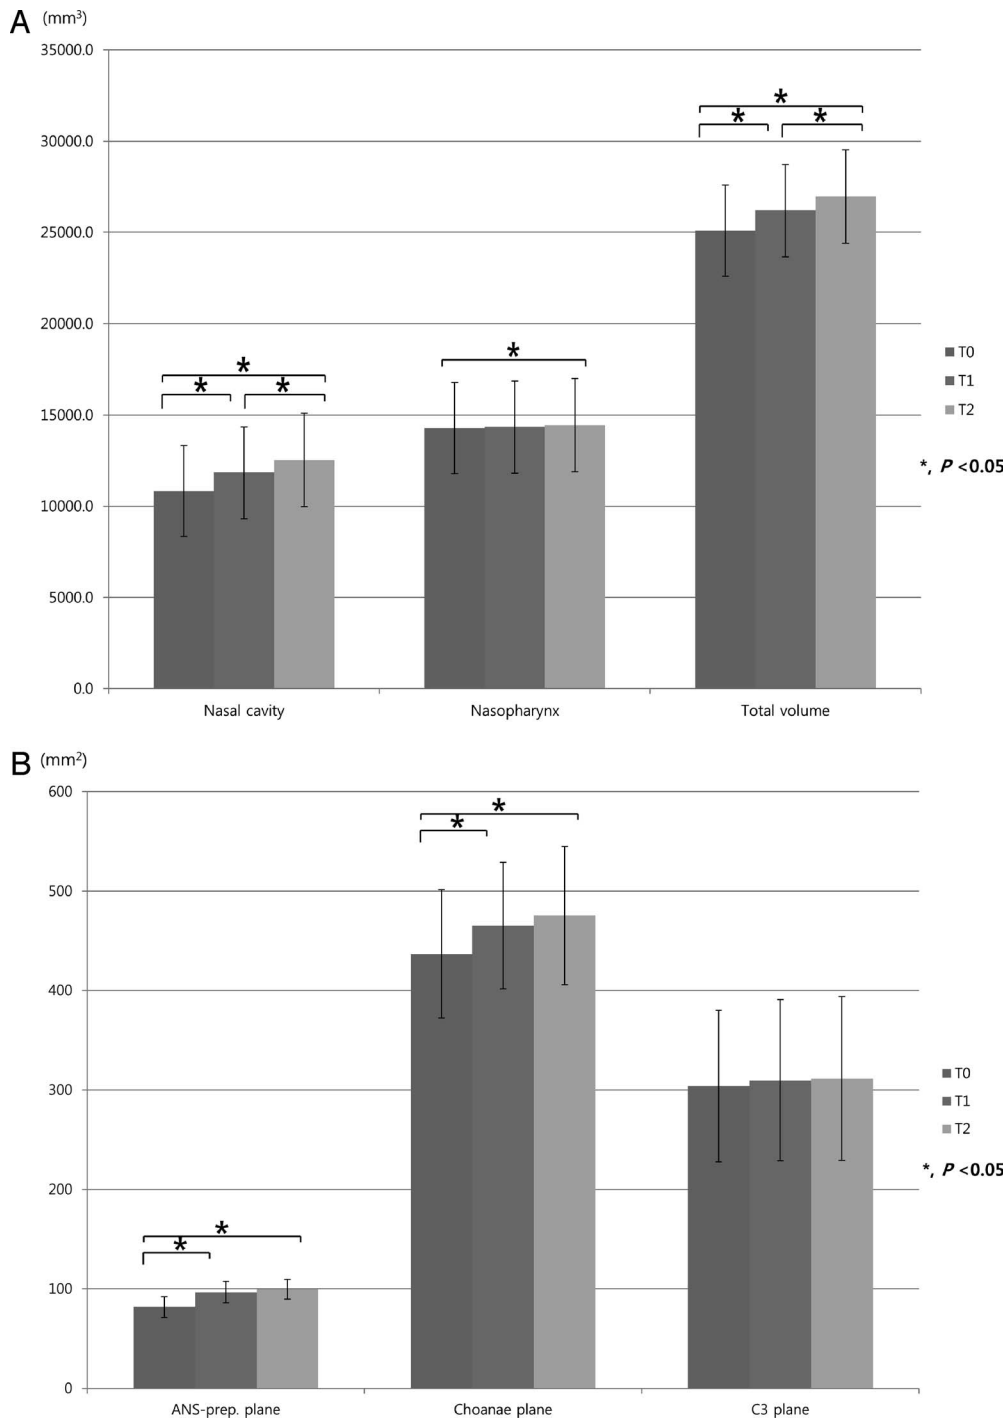 A (mm³)
35000.0
30000.0
25000.0
20000.0
15000.0
10000.0
5000.0
0.0
* * *
* * *
*
Nasal cavity Nasopharynx Total volume
T0
T1
T2
*, P <0.05
B (mm²)
600
500
400
300
200
100
0
* *
* *
ANS-prep. plane Choanae plane C3 plane
T0
T1
T2
*, P <0.05